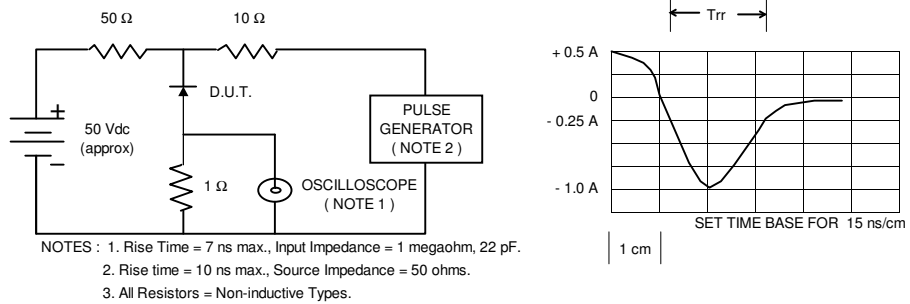 50 Ω 10 Ω
Trr
+ 0.5 A
D.U.T.
+
50 Vdc
(approx)
PULSE
GENERATOR
( NOTE 2 )
0
- 0.25 A
1 Ω
OSCILLOSCOPE
( NOTE 1 )
- 1.0 A
SET TIME BASE FOR 15 ns/cm
1 cm
NOTES : 1. Rise Time = 7 ns max., Input Impedance = 1 megaohm, 22 pF.
2. Rise time = 10 ns max., Source Impedance = 50 ohms.
3. All Resistors = Non-inductive Types.